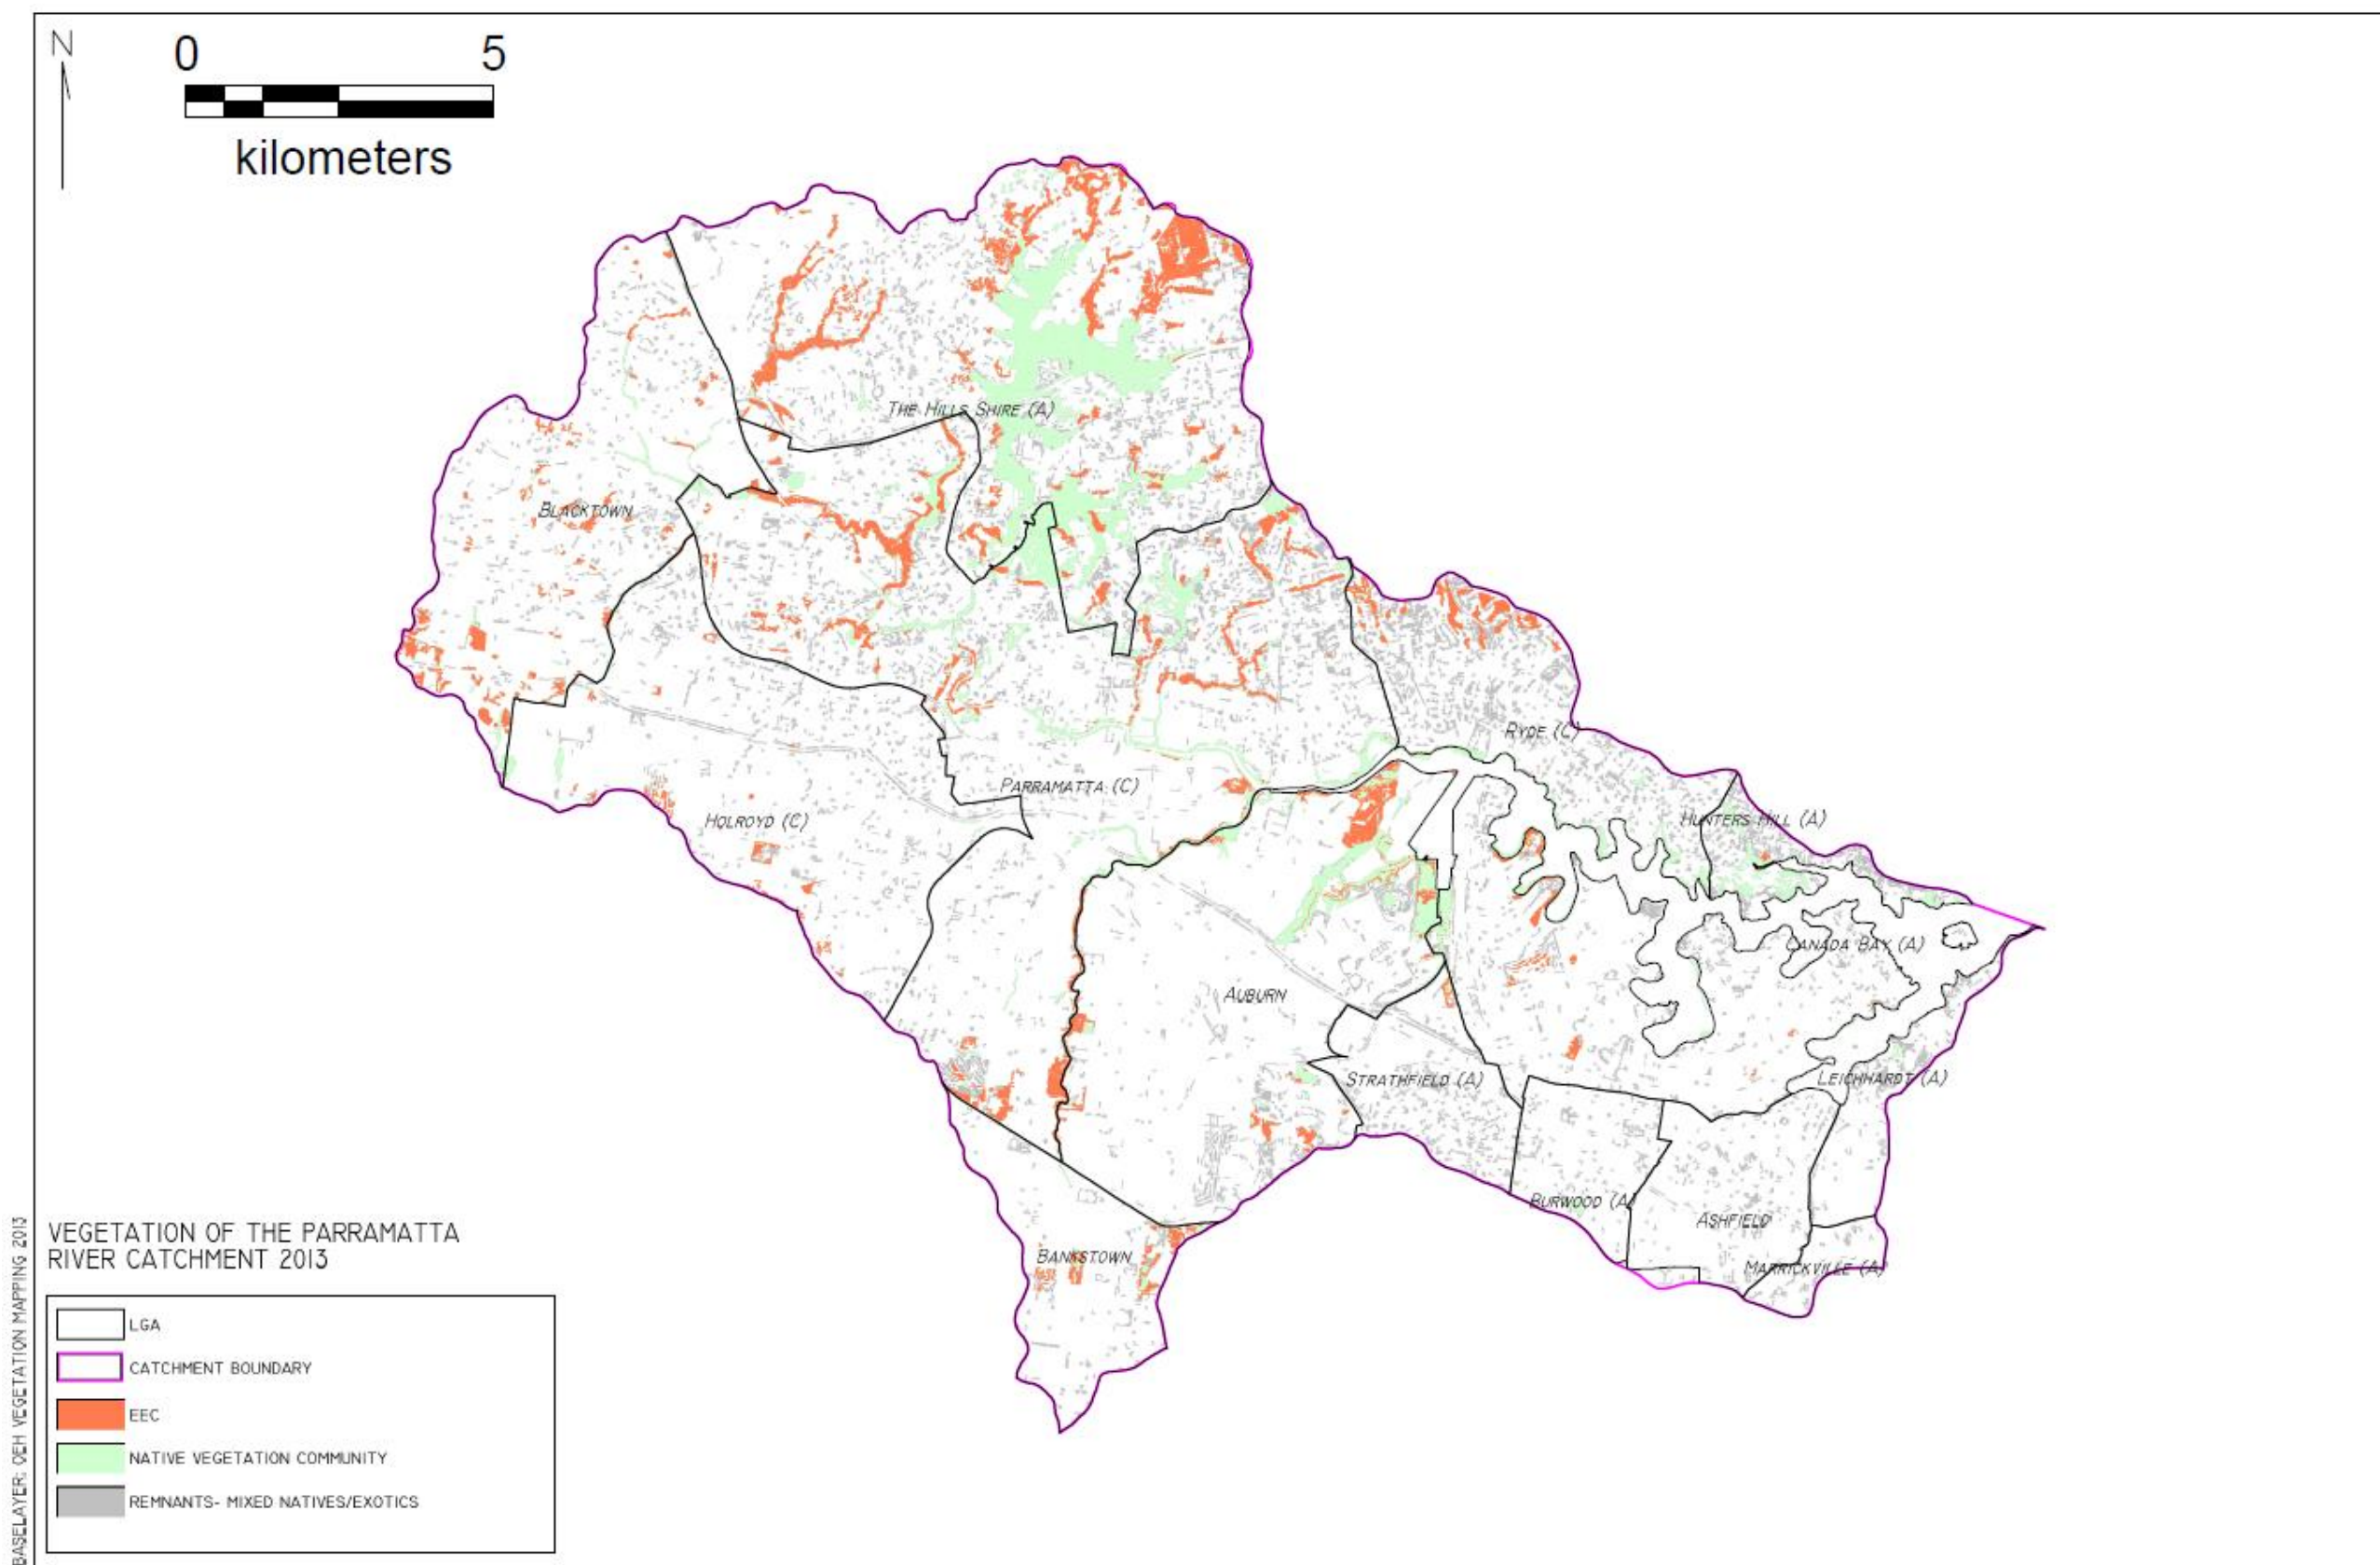 N
0 5
kilometers
THE HILLS SHIRE (A)
BLACKTOWN
RYDE (C)
PARRAMATTA (C)
HOLROYD (C)
HUNTERS HILL (A)
CANADA BAY (A)
AUBURN
STRATHFIELD (A)
LEICHHARDT (A)
BURWOOD (A)
ASHFIELD
BANKSTOWN
MARRICKVILLE (A)
VEGETATION OF THE PARRAMATTA
RIVER CATCHMENT 2013
LGA
CATCHMENT BOUNDARY
EEC
NATIVE VEGETATION COMMUNITY
REMNANTS- MIXED NATIVES/EXOTICS
BASELAYER: OEH VEGETATION MAPPING 2013